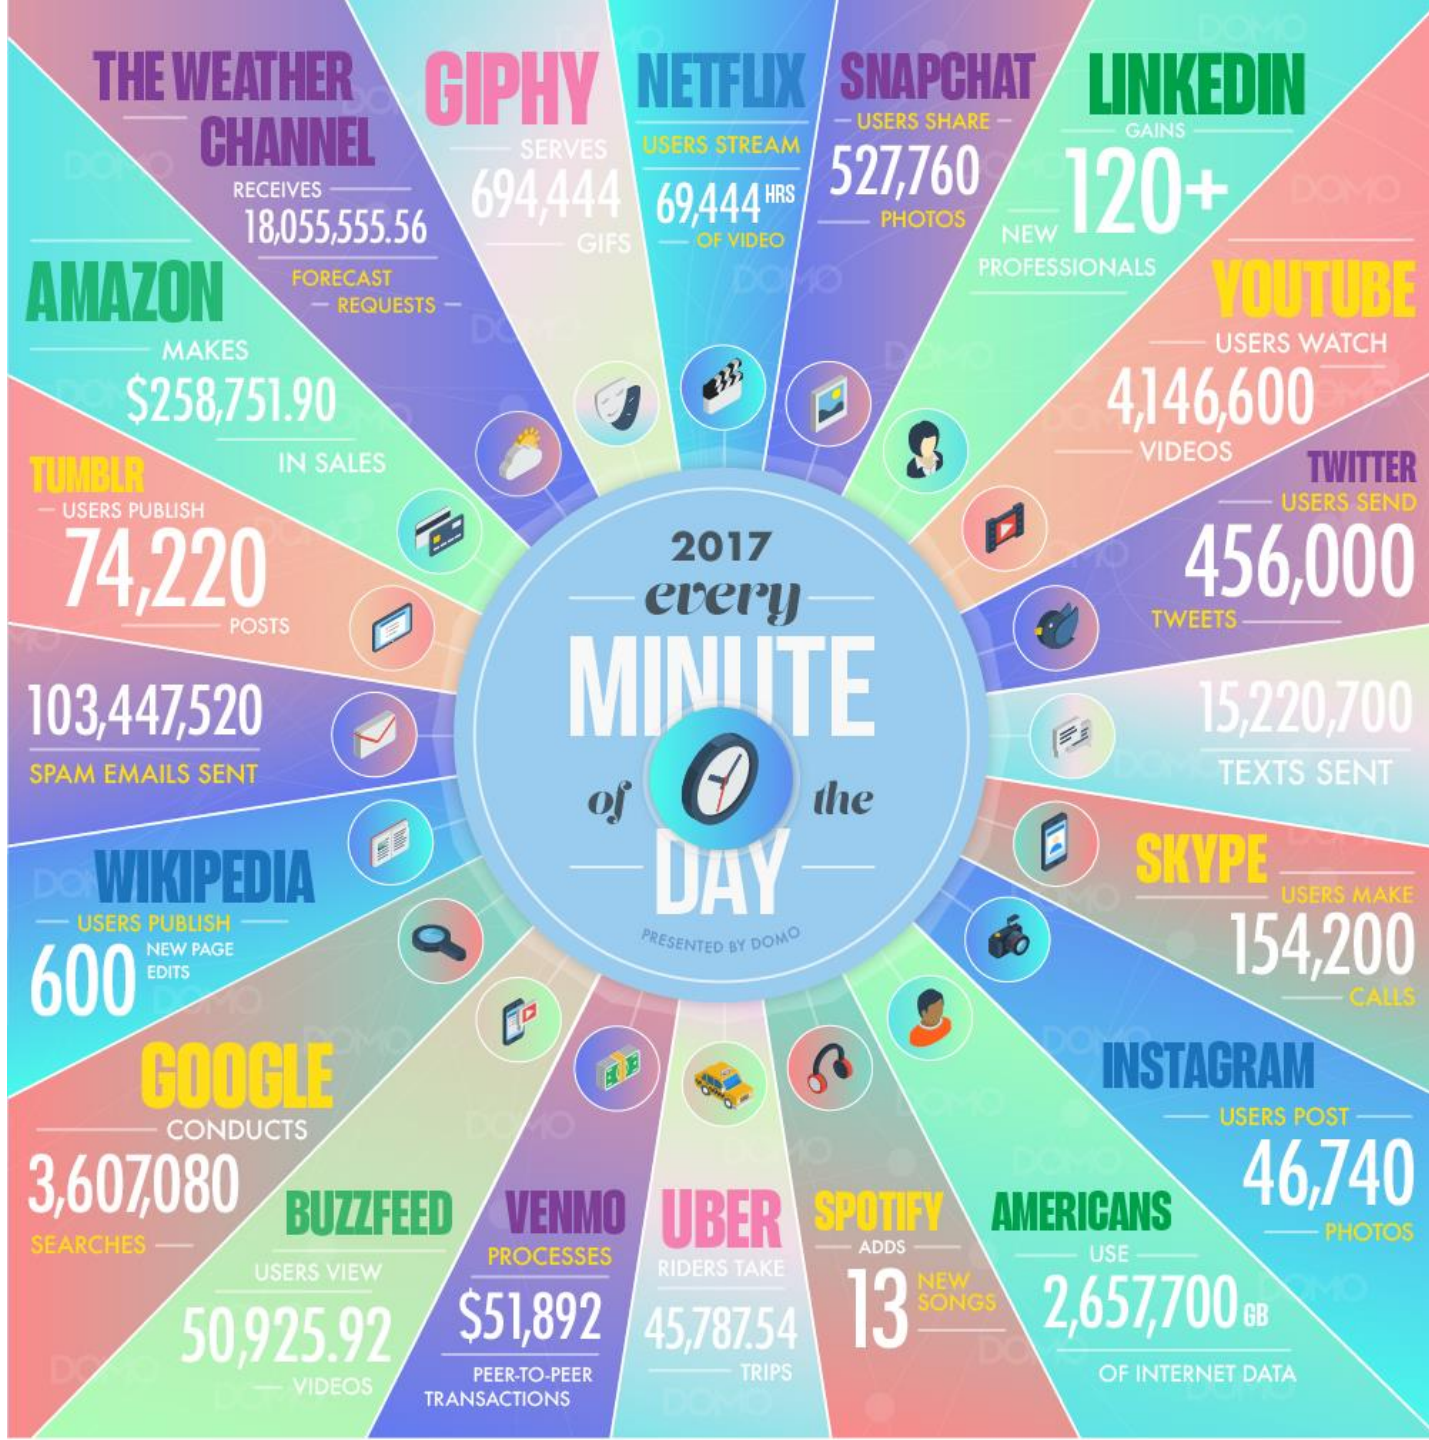 THE WEATHER
CHANNEL
RECEIVES
18,055,555.56
FORECAST
REQUESTS
GIPHY
SERVES
694,444
GIFS
NETFLIX
USERS STREAM
69,444 HRS
OF VIDEO
SNAPCHAT
USERS SHARE
527,760
PHOTOS
LINKEDIN
GAINS
120+
NEW
PROFESSIONALS
YOUTUBE
USERS WATCH
4,146,600
VIDEOS
TWITTER
USERS SEND
456,000
TWEETS
15,220,700
TEXTS SENT
SKYPE
USERS MAKE
154,200
CALLS
INSTAGRAM
USERS POST
46,740
PHOTOS
AMERICANS
USE
2,657,700 GB
OF INTERNET DATA
SPOTIFY
ADDS
13 NEW
SONGS
UBER
RIDERS TAKE
45,787.54
TRIPS
VENMO
PROCESSES
$51,892
PEER-TO-PEER
TRANSACTIONS
BUZZFEED
USERS VIEW
50,925.92
VIDEOS
GOOGLE
CONDUCTS
3,607,080
SEARCHES
WIKIPEDIA
USERS PUBLISH
600 NEW PAGE
EDITS
103,447,520
SPAM EMAILS SENT
TUMBLR
USERS PUBLISH
74,220
POSTS
AMAZON
MAKES
$258,751.90
IN SALES
2017
every
MINUTE
of the
DAY
PRESENTED BY DOMO